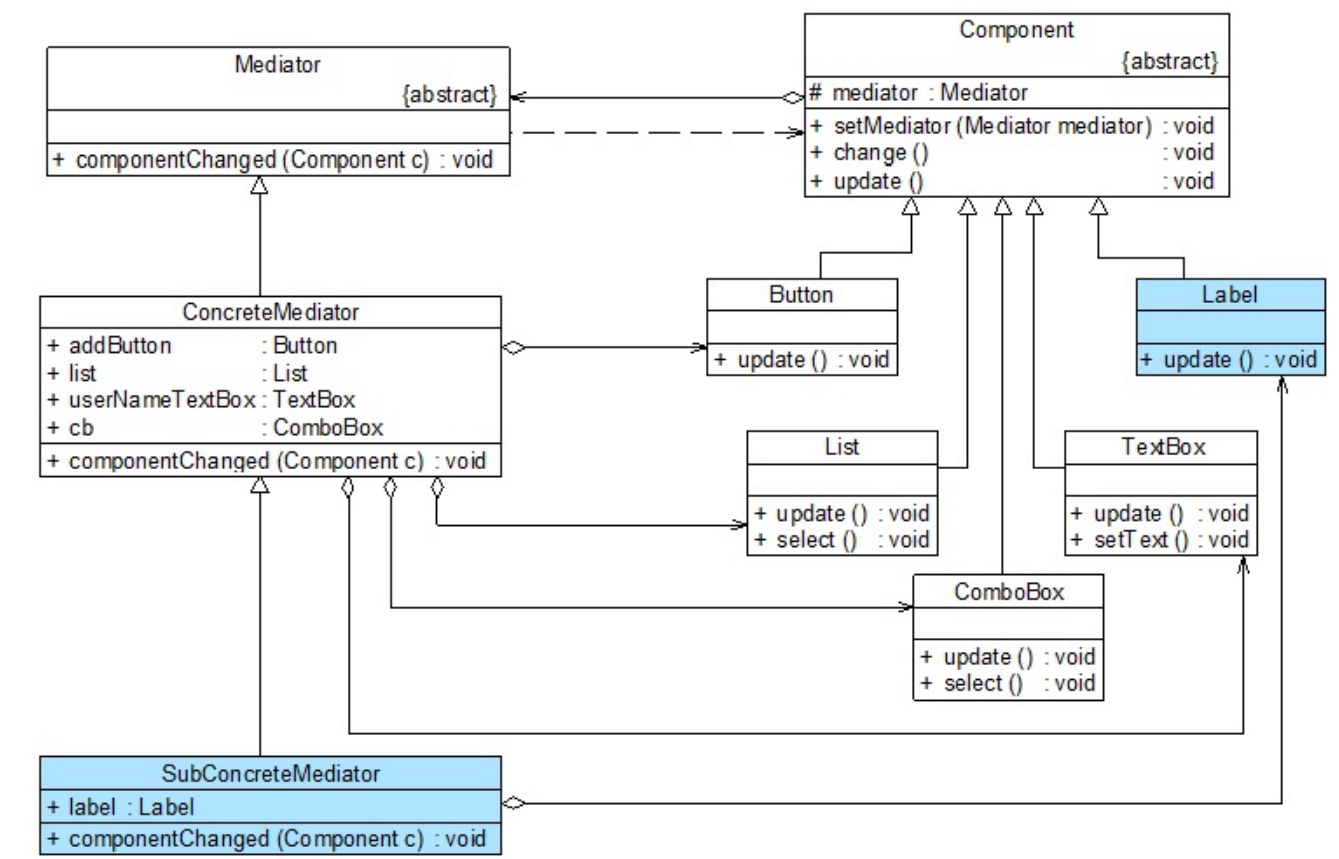 Mediator
{abstract}
+ componentChanged (Component c) : void
Component
{abstract}
# mediator : Mediator
+ setMediator (Mediator mediator) : void
+ change () : void
+ update () : void
ConcreteMediator
+ addButton : Button
+ list : List
+ userNameTextBox : TextBox
+ cb : ComboBox
+ componentChanged (Component c) : void
Button
+ update () : void
Label
+ update () : void
List
+ update () : void
+ select () : void
TextBox
+ update () : void
+ setText () : void
ComboBox
+ update () : void
+ select () : void
SubConcreteMediator
+ label : Label
+ componentChanged (Component c) : void